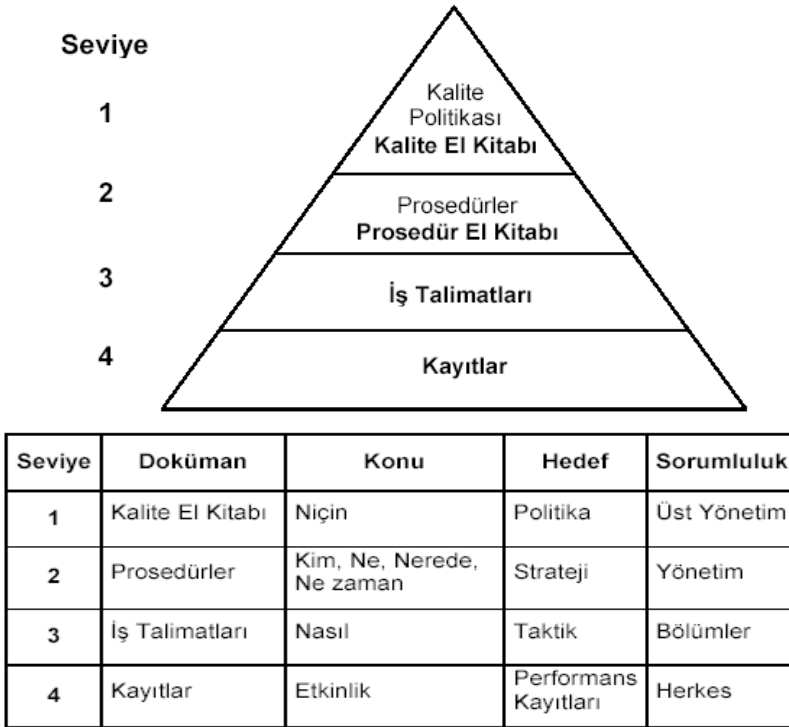 Seviye
1
Kalite
Politikası
Kalite El Kitabı
2
Prosedürler
Prosedür El Kitabı
3
İş Talimatları
4
Kayıtlar
Seviye Doküman Konu Hedef Sorumluluk
1 Kalite El Kitabı Niçin Politika Üst Yönetim
2 Prosedürler Kim, Ne, Nerede, Ne zaman Strateji Yönetim
3 İş Talimatları Nasıl Taktik Bölümler
4 Kayıtlar Etkinlik Performans Kayıtları Herkes